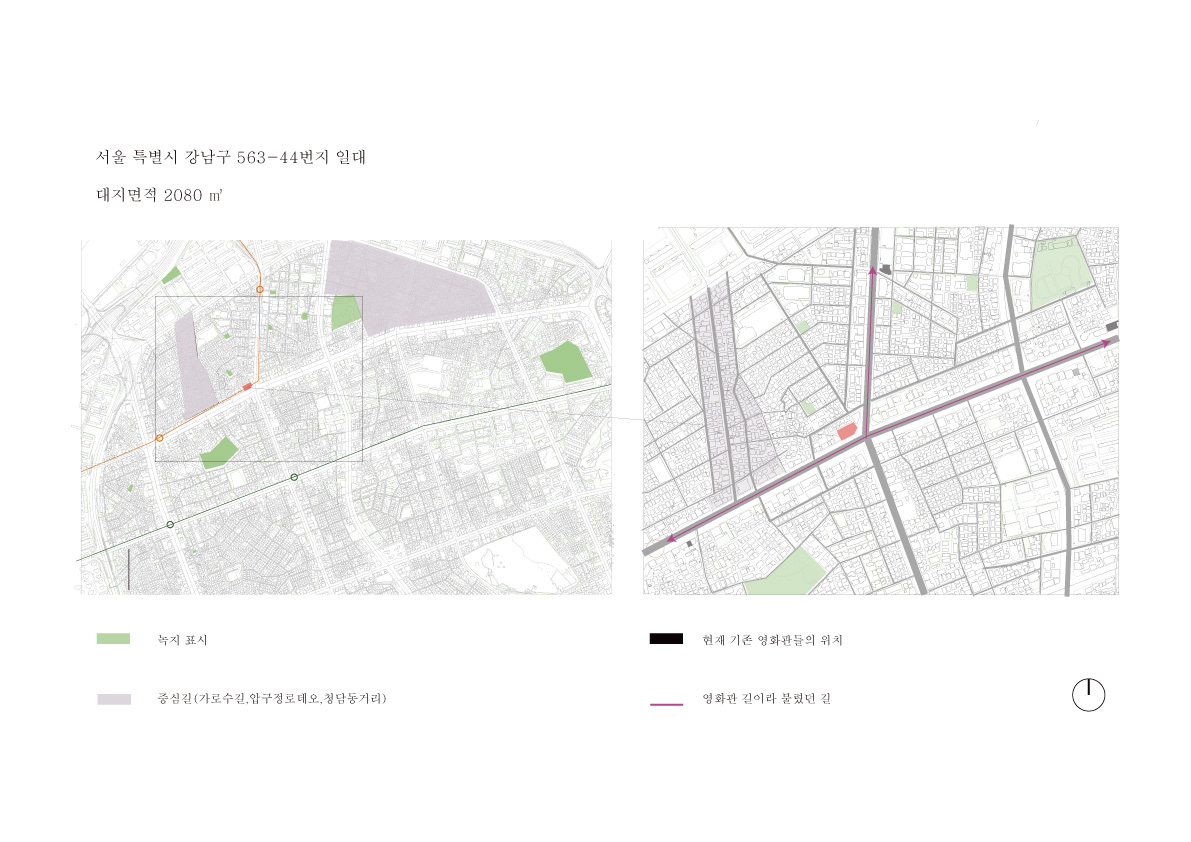 서울 특별시 강남구 563-44번지 일대
대지면적 2080 ㎡
녹지 표시
중심길(가로수길,압구정로데오,청담동거리)
현재 기존 영화관들의 위치
영화관 길이라 불렸던 길